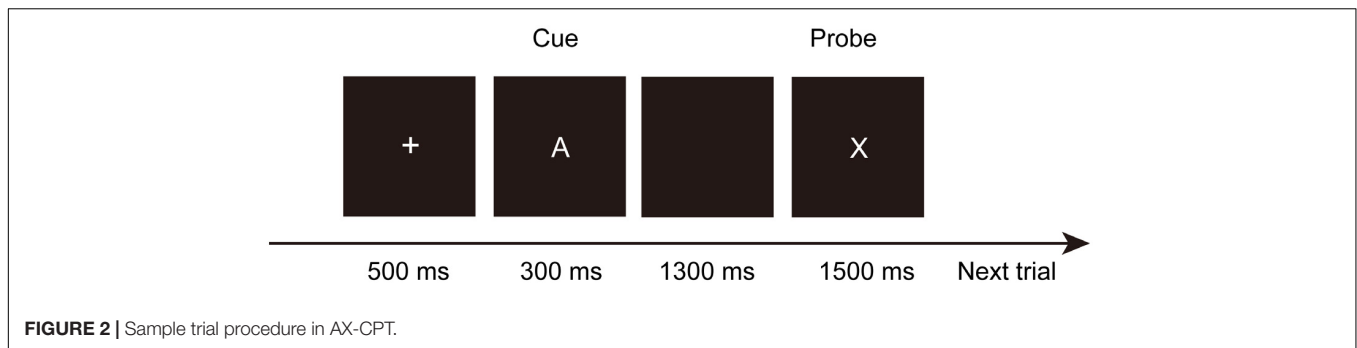 Cue Probe
+ A X
500 ms 300 ms 1300 ms 1500 ms Next trial
FIGURE 2 | Sample trial procedure in AX-CPT.